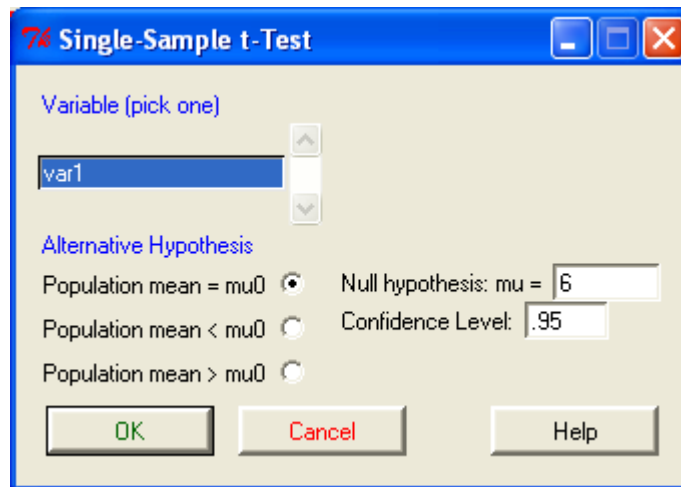 Single-Sample t-Test
Variable (pick one)
var1
Alternative Hypothesis
Population mean = mu0
Null hypothesis: mu = 6
Population mean < mu0
Confidence Level: .95
Population mean > mu0
OK
Cancel
Help